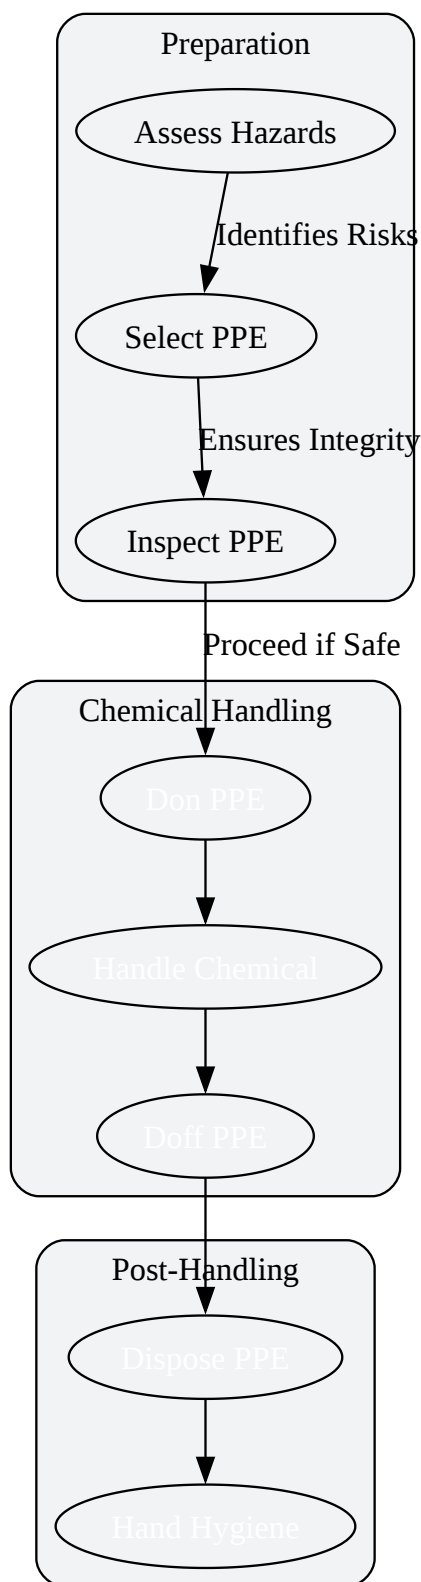 Preparation
Assess Hazards
Identifies Risks
Select PPE
Ensures Integrity
Inspect PPE
Proceed if Safe
Chemical Handling
Don PPE
Handle Chemical
Doff PPE
Post-Handling
Dispose PPE
Hand Hygiene